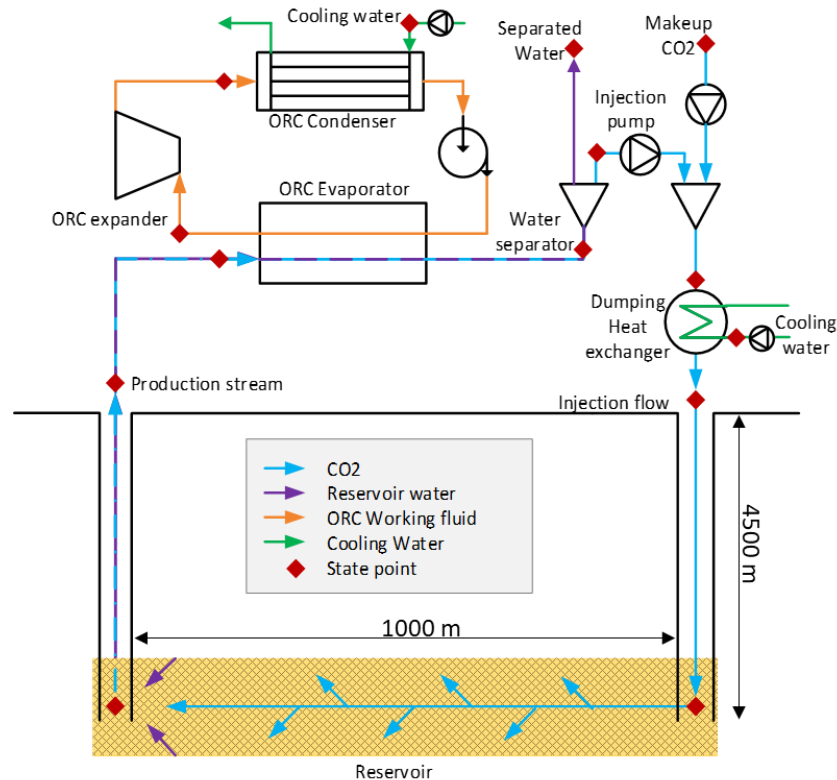 Cooling water
Separated
Water
Makeup
CO2
Injection
pump
ORC Condenser
ORC Evaporator
ORC expander
Water
separator
Dumping
Heat
exchanger
Cooling
water
Production stream
Injection flow
CO2
Reservoir water
ORC Working fluid
Cooling Water
State point
4500 m
1000 m
Reservoir